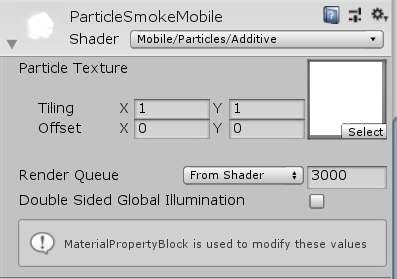 ParticleSmokeMobile
Shader Mobile/Particles/Additive
Particle Texture
Tiling X 1 Y 1
Offset X 0 Y 0
Select
Render Queue From Shader 3000
Double Sided Global Illumination
MaterialPropertyBlock is used to modify these values